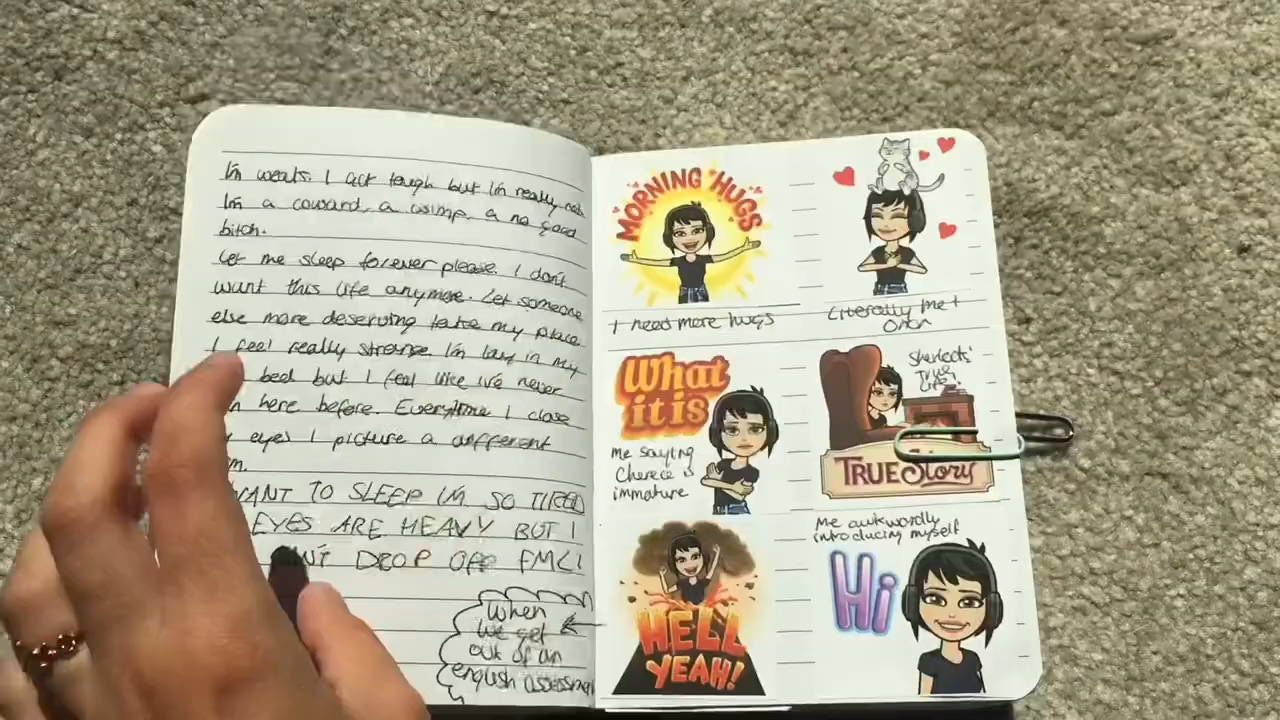 I'm weak. I act tough but I'm really not
I'm a coward, a wimp a no good
bitch.
Let me sleep forever please. I don't
want this life anymore. Let someone
else more deserving take my place
I feel really strange. I'm lay in my
bed but I feel like i've never
here before. Everytime I close
eyes I picture a different
WANT TO SLEEP I'M SO TIRED
EYES ARE HEAVY BUT I
DROP OFF FML!
When
we get
out of an
english assessment
MORNING HUGS
I need more hugs
Literally me +
What
it is
Me saying
Cherece is
immature
Sherlocks'
True
Life!
TRUE Story
HELL
YEAH!
Me awkwardly
introducing myself
Hi